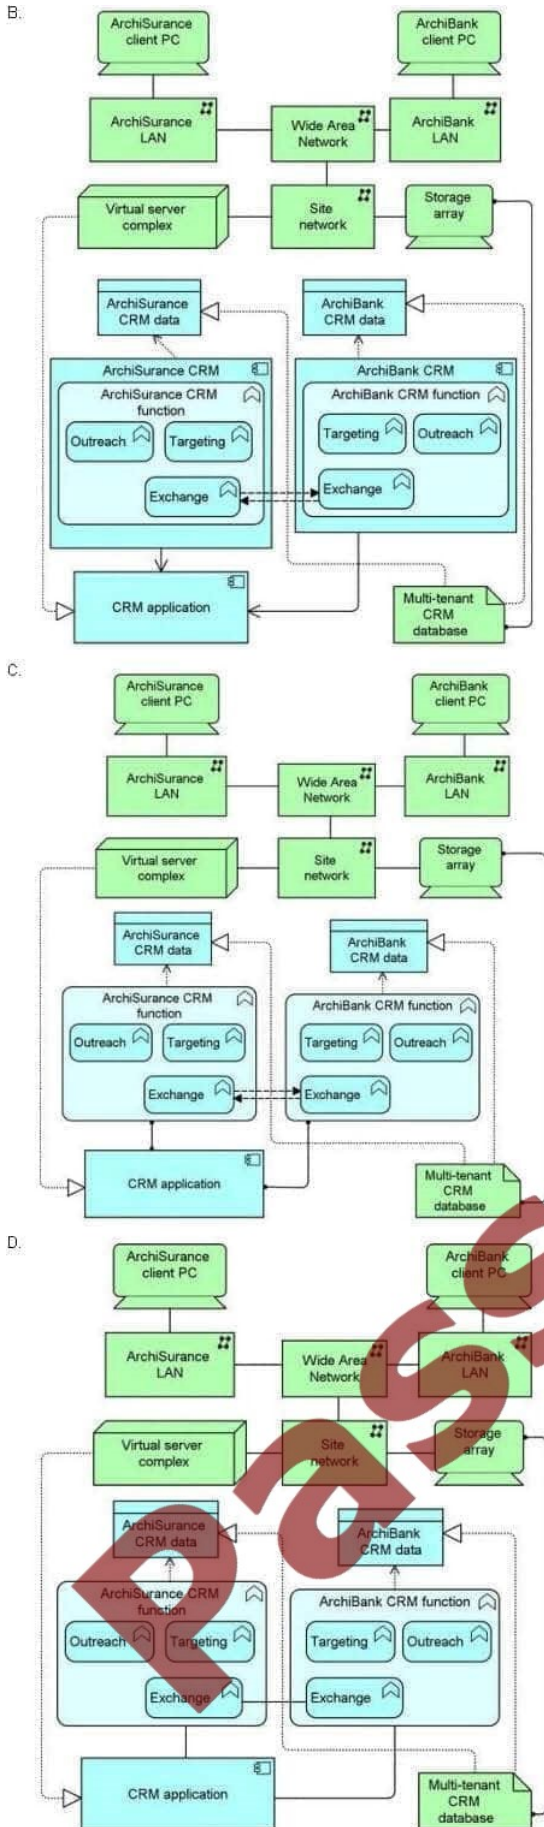 B.
ArchiSurance
client PC
ArchiBank
client PC
ArchiSurance
LAN
Wide Area
Network
ArchiBank
LAN
Virtual server
complex
Site
network
Storage
array
ArchiSurance
CRM data
ArchiBank
CRM data
ArchiSurance CRM
ArchiSurance CRM
function
Outreach
Targeting
Exchange
ArchiBank CRM
ArchiBank CRM function
Targeting
Outreach
Exchange
CRM application
Multi-tenant
CRM
database
C.
ArchiSurance
client PC
ArchiBank
client PC
ArchiSurance
LAN
Wide Area
Network
ArchiBank
LAN
Virtual server
complex
Site
network
Storage
array
ArchiSurance
CRM data
ArchiBank
CRM data
ArchiSurance CRM
function
Outreach
Targeting
Exchange
ArchiBank CRM function
Targeting
Outreach
Exchange
CRM application
Multi-tenant
CRM
database
D.
ArchiSurance
client PC
ArchiBank
client PC
ArchiSurance
LAN
Wide Area
Network
ArchiBank
LAN
Virtual server
complex
Site
network
Storage
array
ArchiSurance
CRM data
ArchiBank
CRM data
ArchiSurance CRM
function
Outreach
Targeting
Exchange
ArchiBank CRM function
Targeting
Outreach
Exchange
CRM application
Multi-tenant
CRM
database
Pass